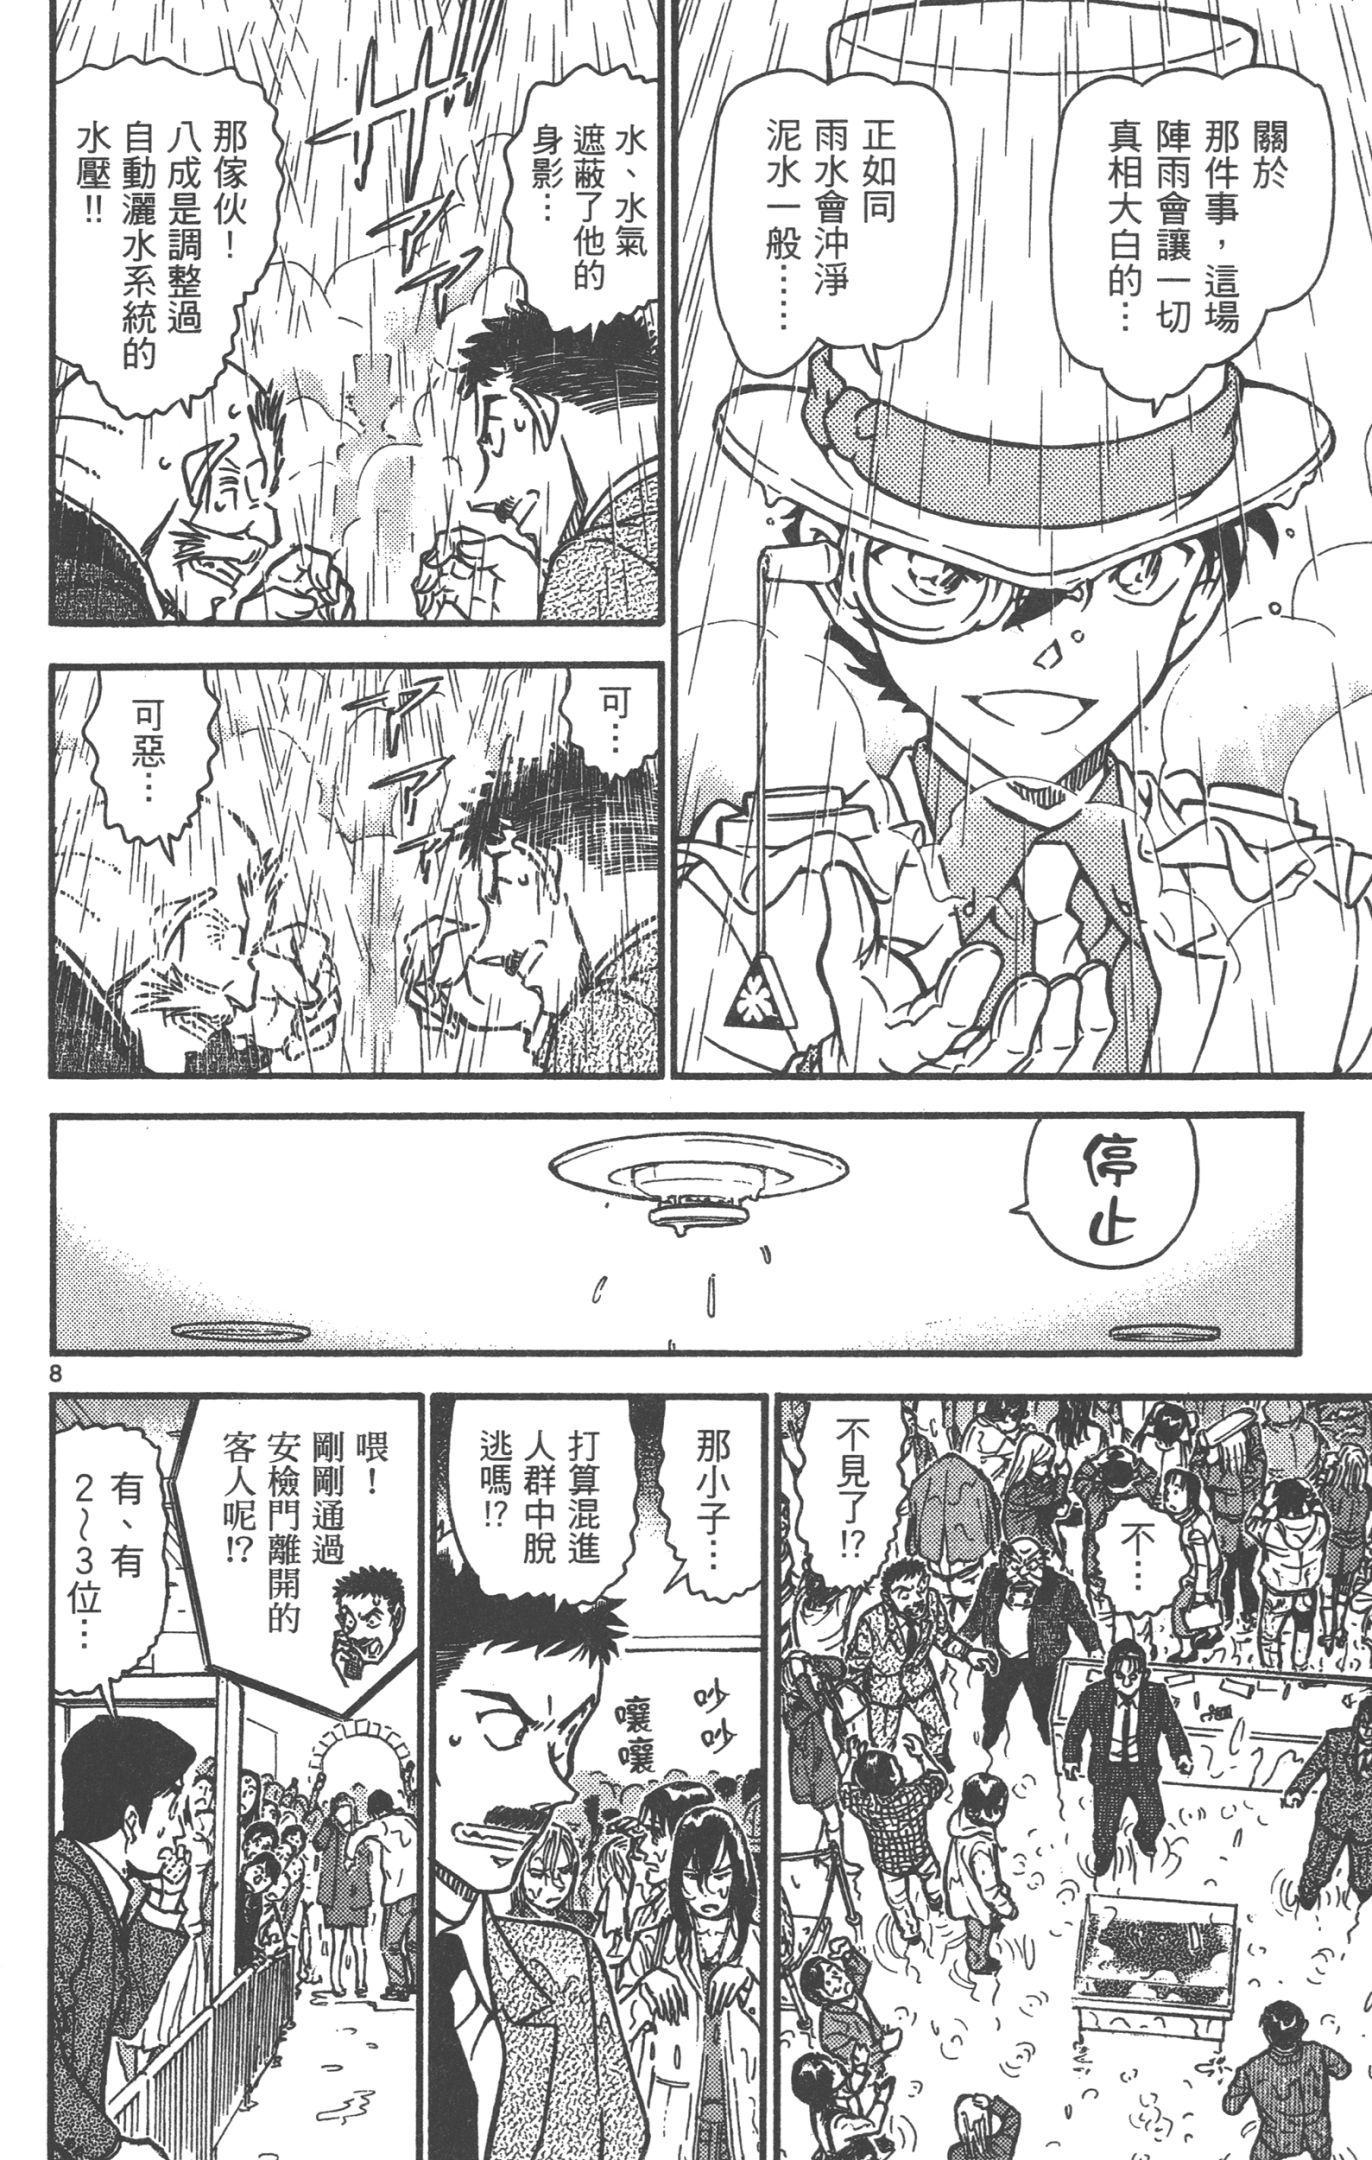 關於
那件事，這場
陣雨會讓一切
真相大白的…
正如同
雨水會沖淨
泥水一般……
水、水氣
遮蔽了他的
身影…
那傢伙！
八成是調整過
自動灑水系統的
水壓!!
可…
可惡…
停止
不…
不見了!?
那小子…
打算混進
人群中脫
逃嗎!?
吵吵
嚷嚷
喂！
剛剛通過
安檢門離開的
客人呢!?
有、有
2～3位…
8